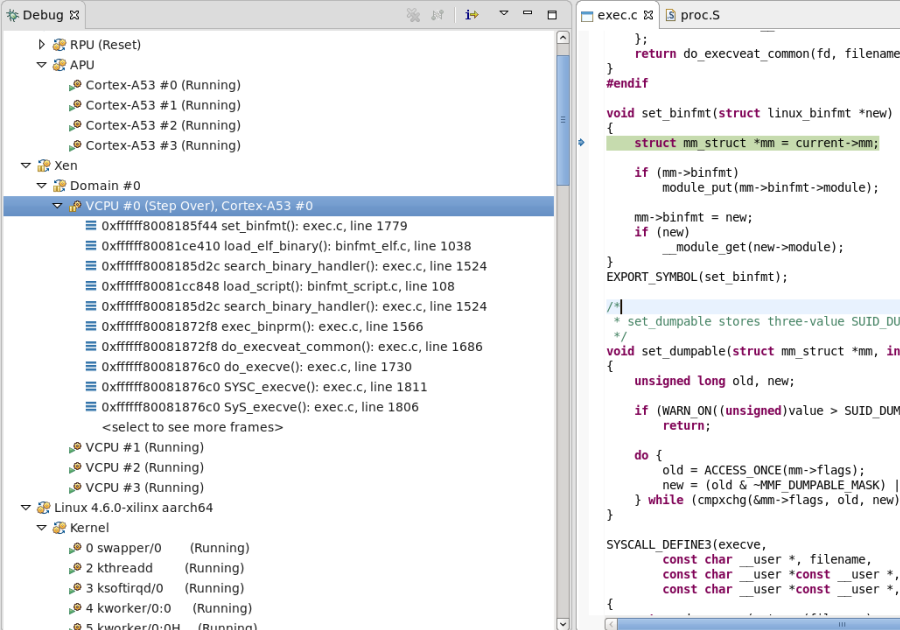 Debug
RPU (Reset)
APU
Cortex-A53 #0 (Running)
Cortex-A53 #1 (Running)
Cortex-A53 #2 (Running)
Cortex-A53 #3 (Running)
Xen
Domain #0
VCPU #0 (Step Over), Cortex-A53 #0
0xffffff8008185f44 set_binfmt(): exec.c, line 1779
0xffffff80081ce410 load_elf_binary(): binfmt_elf.c, line 1038
0xffffff8008185d2c search_binary_handler(): exec.c, line 1524
0xffffff80081cc848 load_script(): binfmt_script.c, line 108
0xffffff8008185d2c search_binary_handler(): exec.c, line 1524
0xffffff80081872f8 exec_binprm(): exec.c, line 1566
0xffffff80081872f8 do_execveat_common(): exec.c, line 1686
0xffffff80081876c0 do_execve(): exec.c, line 1730
0xffffff80081876c0 SYSC_execve(): exec.c, line 1811
0xffffff80081876c0 SyS_execve(): exec.c, line 1806
<select to see more frames>
VCPU #1 (Running)
VCPU #2 (Running)
VCPU #3 (Running)
Linux 4.6.0-xilinx aarch64
Kernel
0 swapper/0 (Running)
2 kthreadd (Running)
3 ksoftirqd/0 (Running)
4 kworker/0:0 (Running)
5 kworker/0:0H (Running)
exec.c
proc.S
};
return do_execveat_common(fd, filename
}
#endif
void set_binfmt(struct linux_binfmt *new)
{
struct mm_struct *mm = current->mm;
if (mm->binfmt)
module_put(mm->binfmt->module);
mm->binfmt = new;
if (new)
__module_get(new->module);
}
EXPORT_SYMBOL(set_binfmt);
/*
* set_dumpable stores three-value SUID_DU
*/
void set_dumpable(struct mm_struct *mm, in
{
unsigned long old, new;
if (WARN_ON((unsigned)value > SUID_DUM
return;
do {
old = ACCESS_ONCE(mm->flags);
new = (old & ~MMF_DUMPABLE_MASK) |
} while (cmpxchg(&mm->flags, old, new)
}
SYSCALL_DEFINE3(execve,
const char __user *, filename,
const char __user *const __user *,
const char __user *const __user *,
{